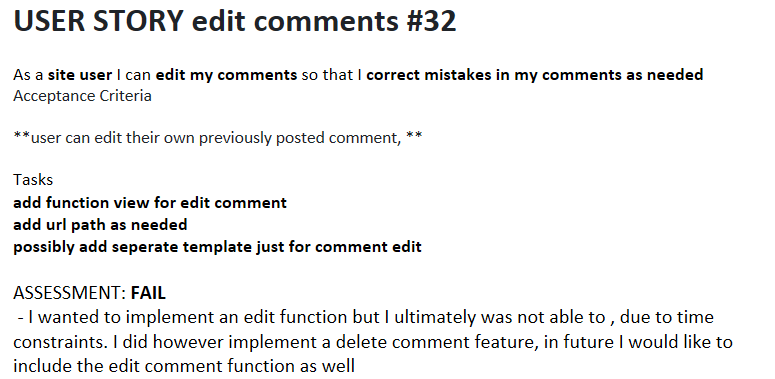 USER STORY edit comments #32
As a site user I can edit my comments so that I correct mistakes in my comments as needed
Acceptance Criteria
**user can edit their own previously posted comment, **
Tasks
add function view for edit comment
add url path as needed
possibly add seperate template just for comment edit
ASSESSMENT: FAIL
- I wanted to implement an edit function but I ultimately was not able to , due to time
constraints. I did however implement a delete comment feature, in future I would like to
include the edit comment function as well